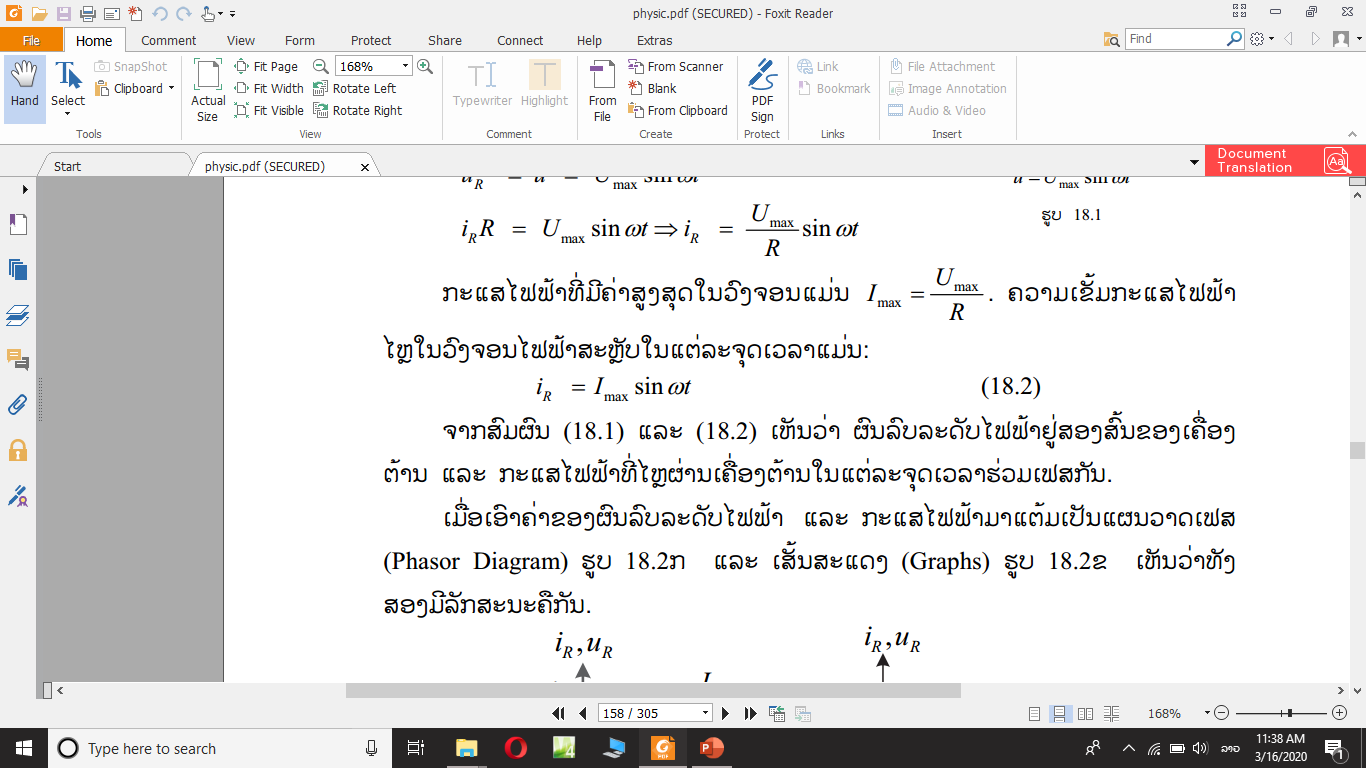 physic.pdf (SECURED) - Foxit Reader
File Home Comment View Form Protect Share Connect Help Extras Find
Hand
Select
SnapShot
Clipboard
Tools
Actual Size
Fit Page
Fit Width
Fit Visible
168%
Rotate Left
Rotate Right
View
Typewriter
Highlight
Comment
From File
From Scanner
Blank
From Clipboard
Create
PDF Sign
Protect
Link
Bookmark
Links
File Attachment
Image Annotation
Audio & Video
Insert
Start
physic.pdf (SECURED)
Document Translation
u_R = u = U_max sin ωt
u = U_max sin ωt
ຮູບ 18.1
i_R R = U_max sin ωt ⇒ i_R = U_max/R sin ωt
ກະແສໄຟຟ້າທີ່ມີຄ່າສູງສຸດໃນວົງຈອນແມ່ນ I_max = U_max/R. ຄວາມເຂັ້ມກະແສໄຟຟ້າ
ໄຫຼໃນວົງຈອນໄຟຟ້າສະຫຼັບໃນແຕ່ລະຈຸດເວລາແມ່ນ:
i_R = I_max sin ωt (18.2)
ຈາກສົມຜົນ (18.1) ແລະ (18.2) ເຫັນວ່າ ຜົນລົບລະດັບໄຟຟ້າຢູ່ສອງສົ້ນຂອງເຄື່ອງ
ຕ້ານ ແລະ ກະແສໄຟຟ້າທີ່ໄຫຼຜ່ານເຄື່ອງຕ້ານໃນແຕ່ລະຈຸດເວລາຮ່ວມເຟສກັນ.
ເມື່ອເອົາຄ່າຂອງຜົນລົບລະດັບໄຟຟ້າ ແລະ ກະແສໄຟຟ້າມາແຕ້ມເປັນແຜນວາດເຟສ
(Phasor Diagram) ຮູບ 18.2ກ ແລະ ເສັ້ນສະແດງ (Graphs) ຮູບ 18.2ຂ ເຫັນວ່າທັງ
ສອງມີລັກສະນະຄືກັນ.
i_R, u_R i_R, u_R
158 / 305
168%
Type here to search
ລາວ
11:38 AM
3/16/2020
1